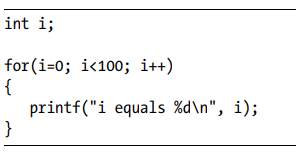 int i;
for(i=0; i<100; i++)
{
   printf("i equals %d\n", i);
}